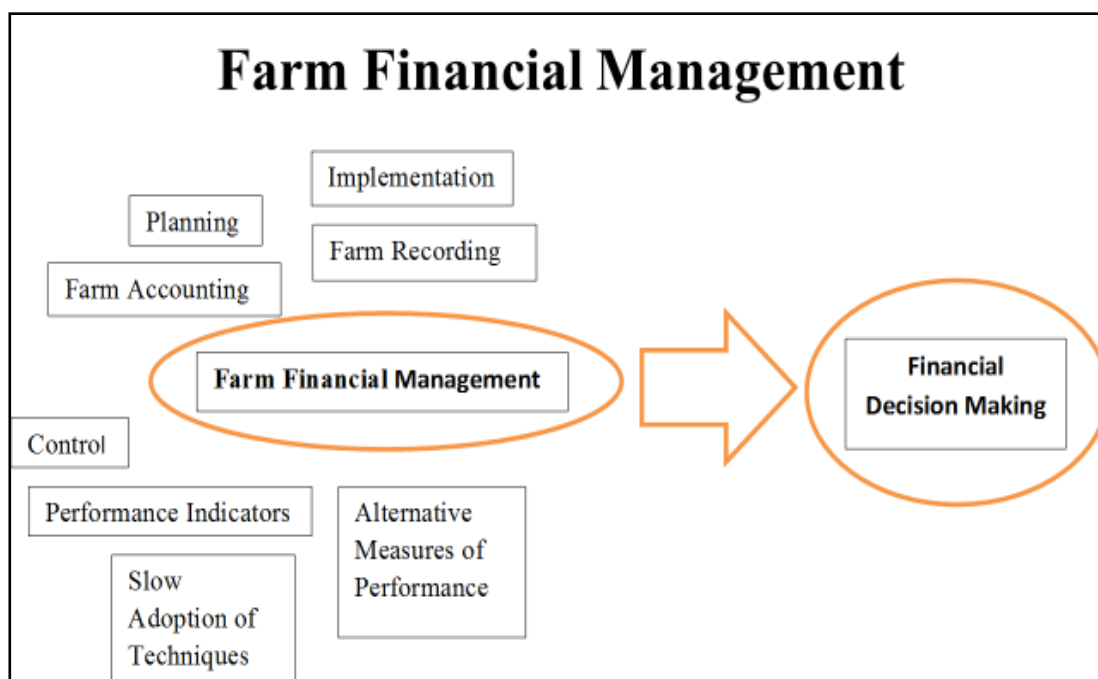 Farm Financial Management
Implementation
Planning
Farm Recording
Farm Accounting
Farm Financial Management
Financial
Decision Making
Control
Performance Indicators
Alternative
Measures of
Performance
Slow
Adoption of
Techniques